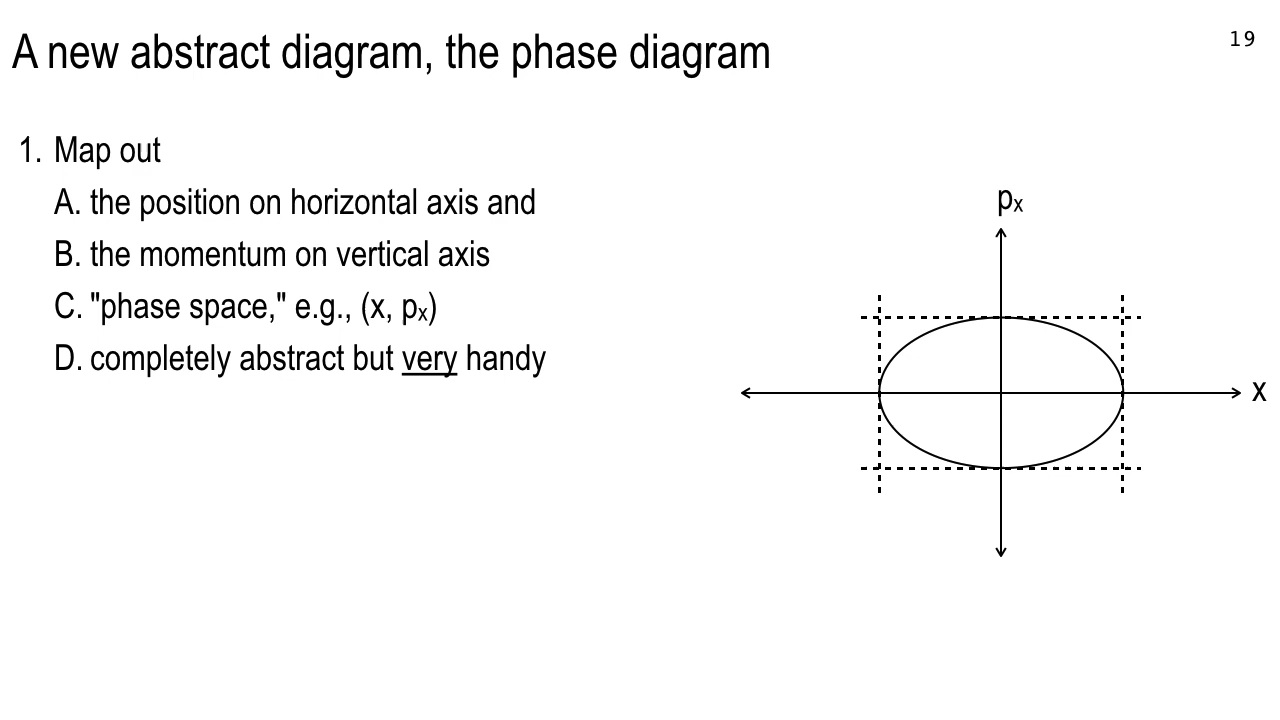 A new abstract diagram, the phase diagram
19
1. Map out
A. the position on horizontal axis and
B. the momentum on vertical axis
C. "phase space," e.g., (x, pₓ)
D. completely abstract but very handy
pₓ
x